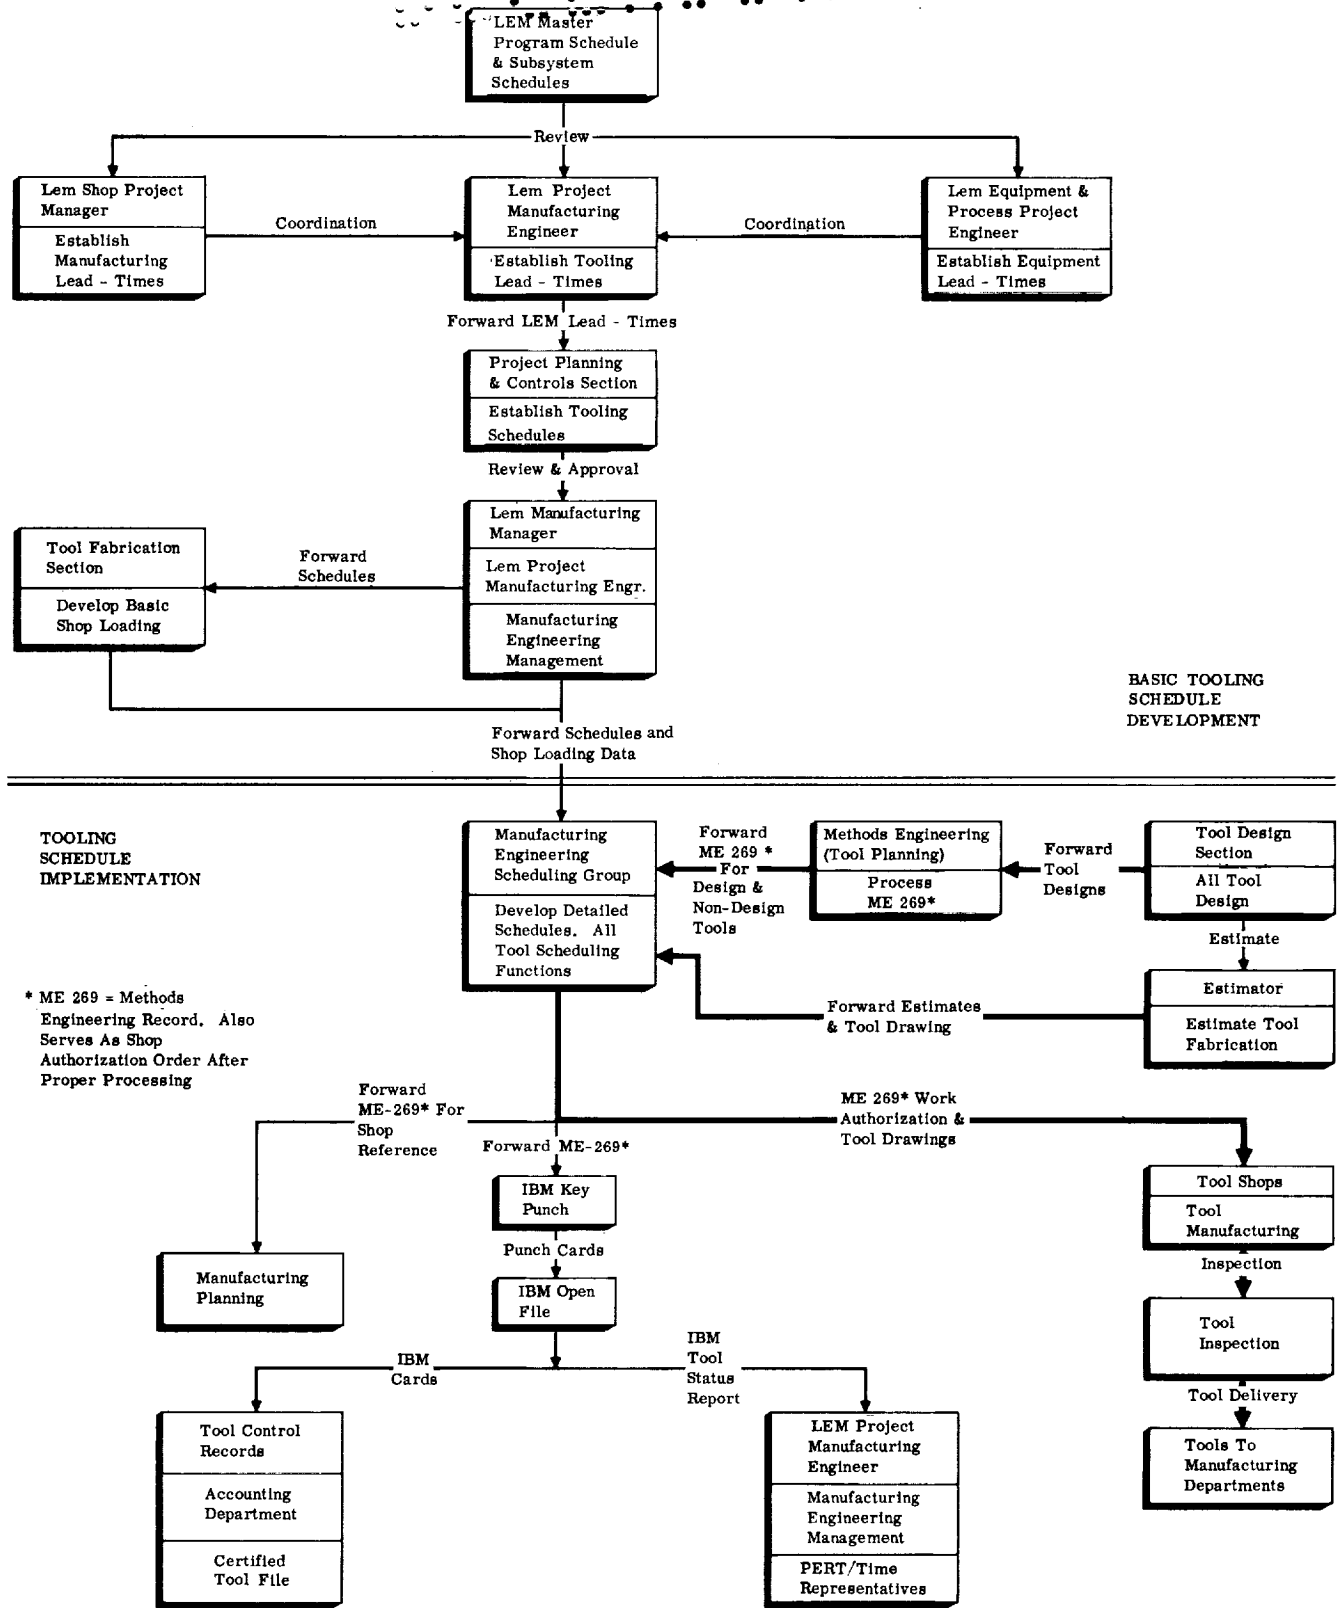 LEM Master
Program Schedule
& Subsystem
Schedules
Review
Lem Shop Project
Manager
Establish
Manufacturing
Lead - Times
Coordination
Lem Project
Manufacturing
Engineer
Establish Tooling
Lead - Times
Coordination
Lem Equipment &
Process Project
Engineer
Establish Equipment
Lead - Times
Forward LEM Lead - Times
Project Planning
& Controls Section
Establish Tooling
Schedules
Review & Approval
Lem Manufacturing
Manager
Lem Project
Manufacturing Engr.
Manufacturing
Engineering
Management
Forward
Schedules
Tool Fabrication
Section
Develop Basic
Shop Loading
BASIC TOOLING
SCHEDULE
DEVELOPMENT
Forward Schedules and
Shop Loading Data
TOOLING
SCHEDULE
IMPLEMENTATION
Manufacturing
Engineering
Scheduling Group
Develop Detailed
Schedules. All
Tool Scheduling
Functions
Forward
ME 269 *
For
Design &
Non-Design
Tools
Methods Engineering
(Tool Planning)
Process
ME 269*
Forward
Tool
Designs
Tool Design
Section
All Tool
Design
Estimate
Estimator
Estimate Tool
Fabrication
Forward Estimates
& Tool Drawing
* ME 269 = Methods
Engineering Record. Also
Serves As Shop
Authorization Order After
Proper Processing
Forward
ME-269* For
Shop
Reference
Forward ME-269*
ME 269* Work
Authorization &
Tool Drawings
IBM Key
Punch
Punch Cards
IBM Open
File
Manufacturing
Planning
Tool Shops
Tool
Manufacturing
Inspection
Tool
Inspection
Tool Delivery
Tools To
Manufacturing
Departments
IBM
Cards
IBM
Tool
Status
Report
Tool Control
Records
Accounting
Department
Certified
Tool File
LEM Project
Manufacturing
Engineer
Manufacturing
Engineering
Management
PERT/Time
Representatives